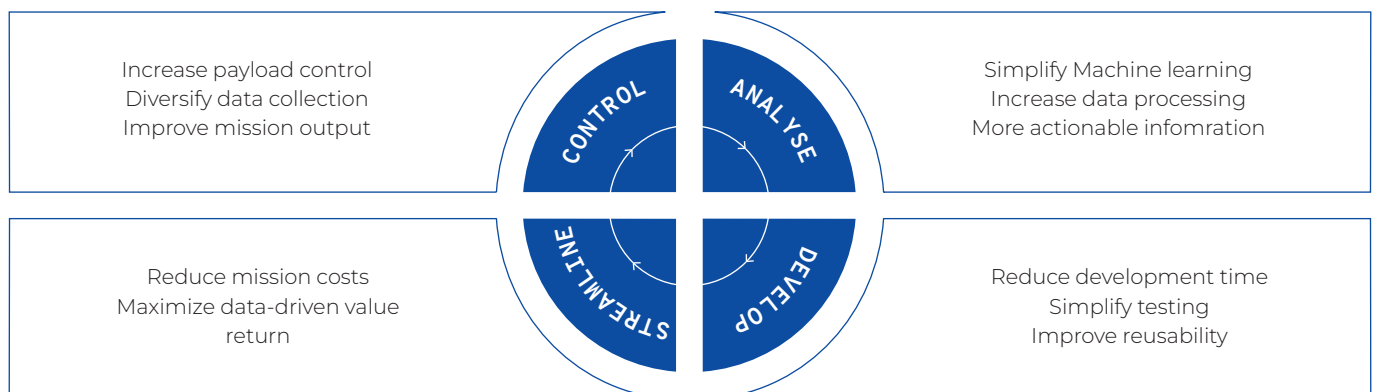 Increase payload control
Diversify data collection
Improve mission output
CONTROL
ANALYSE
Simplify Machine learning
Increase data processing
More actionable infomration
Reduce mission costs
Maximize data-driven value
return
STREAMLINE
DEVELOP
Reduce development time
Simplify testing
Improve reusability